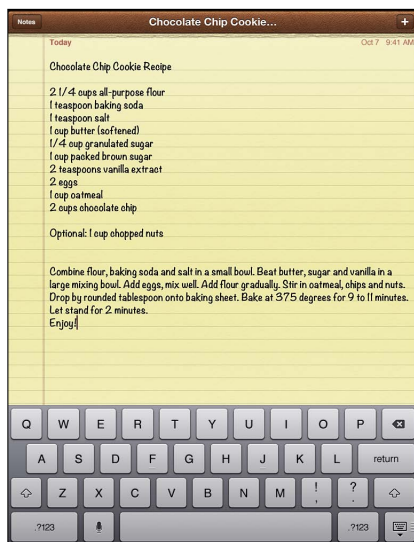 Notes
Chocolate Chip Cookie...
+
Today
Oct 7 9:41 AM
Chocolate Chip Cookie Recipe
2 1/4 cups all-purpose flour
1 teaspoon baking soda
1 teaspoon salt
1 cup butter (softened)
1/4 cup granulated sugar
1 cup packed brown sugar
2 teaspoons vanilla extract
2 eggs
1 cup oatmeal
2 cups chocolate chip
Optional: 1 cup chopped nuts
Combine flour, baking soda and salt in a small bowl. Beat butter, sugar and vanilla in a
large mixing bowl. Add eggs, mix well. Add flour gradually. Stir in oatmeal, chips and nuts.
Drop by rounded tablespoon onto baking sheet. Bake at 375 degrees for 9 to 11 minutes.
Let stand for 2 minutes.
Enjoy!
Q W E R T Y U I O P
A S D F G H J K L return
Z X C V B N M ! , ? .
.?123 .?123